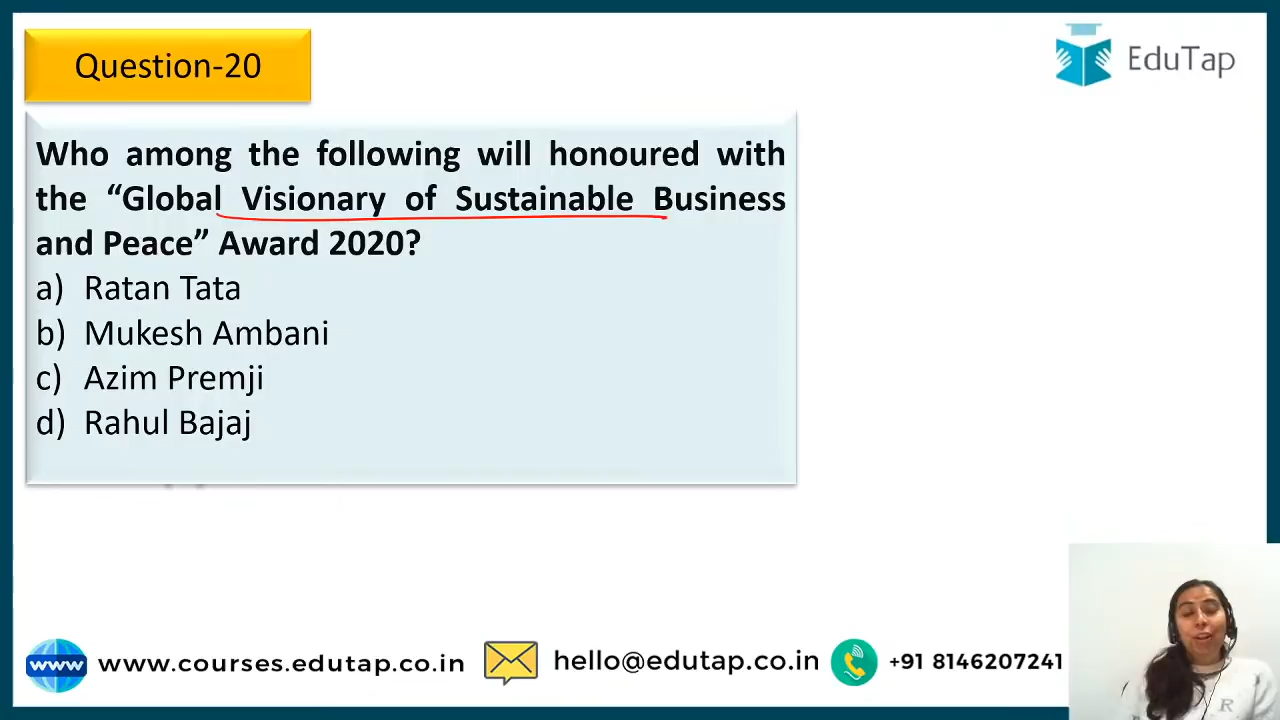 Question-20
EduTap
Who among the following will honoured with
the “Global Visionary of Sustainable Business
and Peace” Award 2020?
a) Ratan Tata
b) Mukesh Ambani
c) Azim Premji
d) Rahul Bajaj
www
www.courses.edutap.co.in
hello@edutap.co.in
+91 8146207241
R